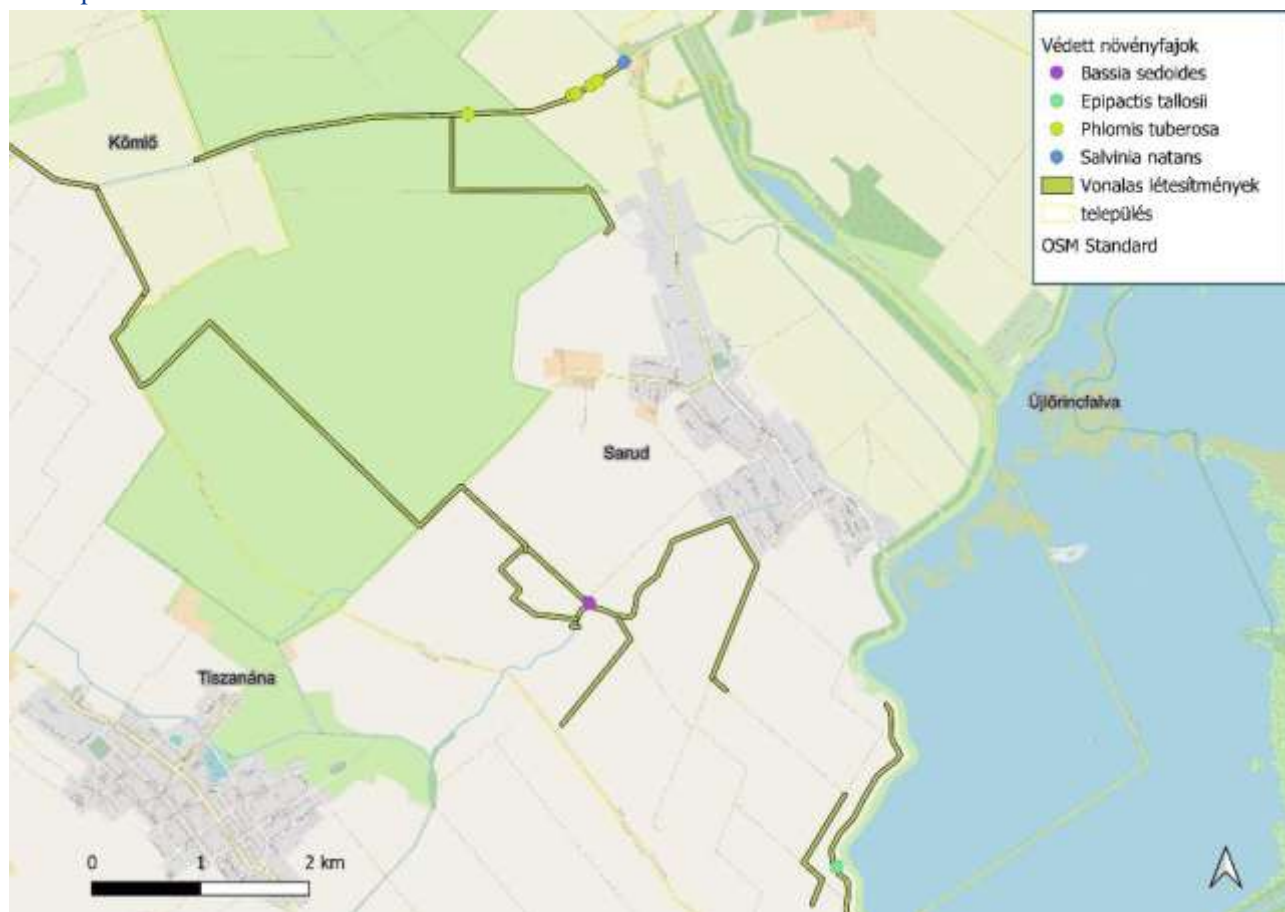 Védett növényfajok
Bassia sedoides
Epipactis tallosii
Phlomis tuberosa
Salvinia natans
Vonalas létesítmények
település
OSM Standard
Kömlő
Újlőrincfalva
Sarud
Tiszanána
0 1 2 km